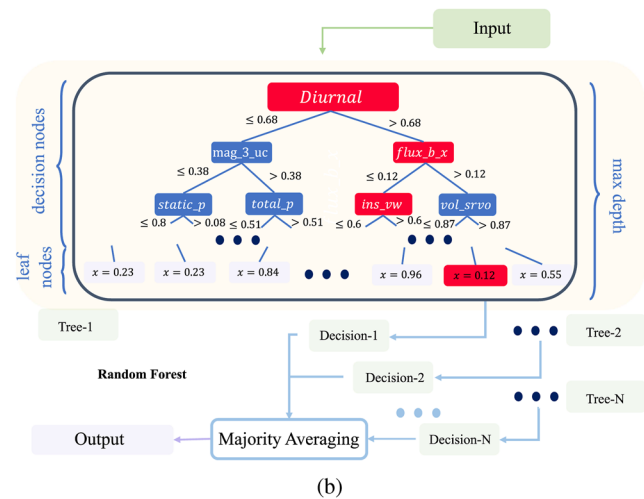 Input
Diurnal
≤ 0.68
> 0.68
mag_3_uc
flux_b_x
≤ 0.38
> 0.38
≤ 0.12
> 0.12
static_p
total_p
ins_vw
vol_srvo
≤ 0.8
> 0.08
≤ 0.51
> 0.51
≤ 0.6
> 0.6
≤ 0.87
> 0.87
x = 0.23
x = 0.23
x = 0.84
x = 0.96
x = 0.12
x = 0.55
decision nodes
leaf
nodes
max depth
Tree-1
Decision-1
Tree-2
Random Forest
Decision-2
Tree-N
Output
Majority Averaging
Decision-N
(b)